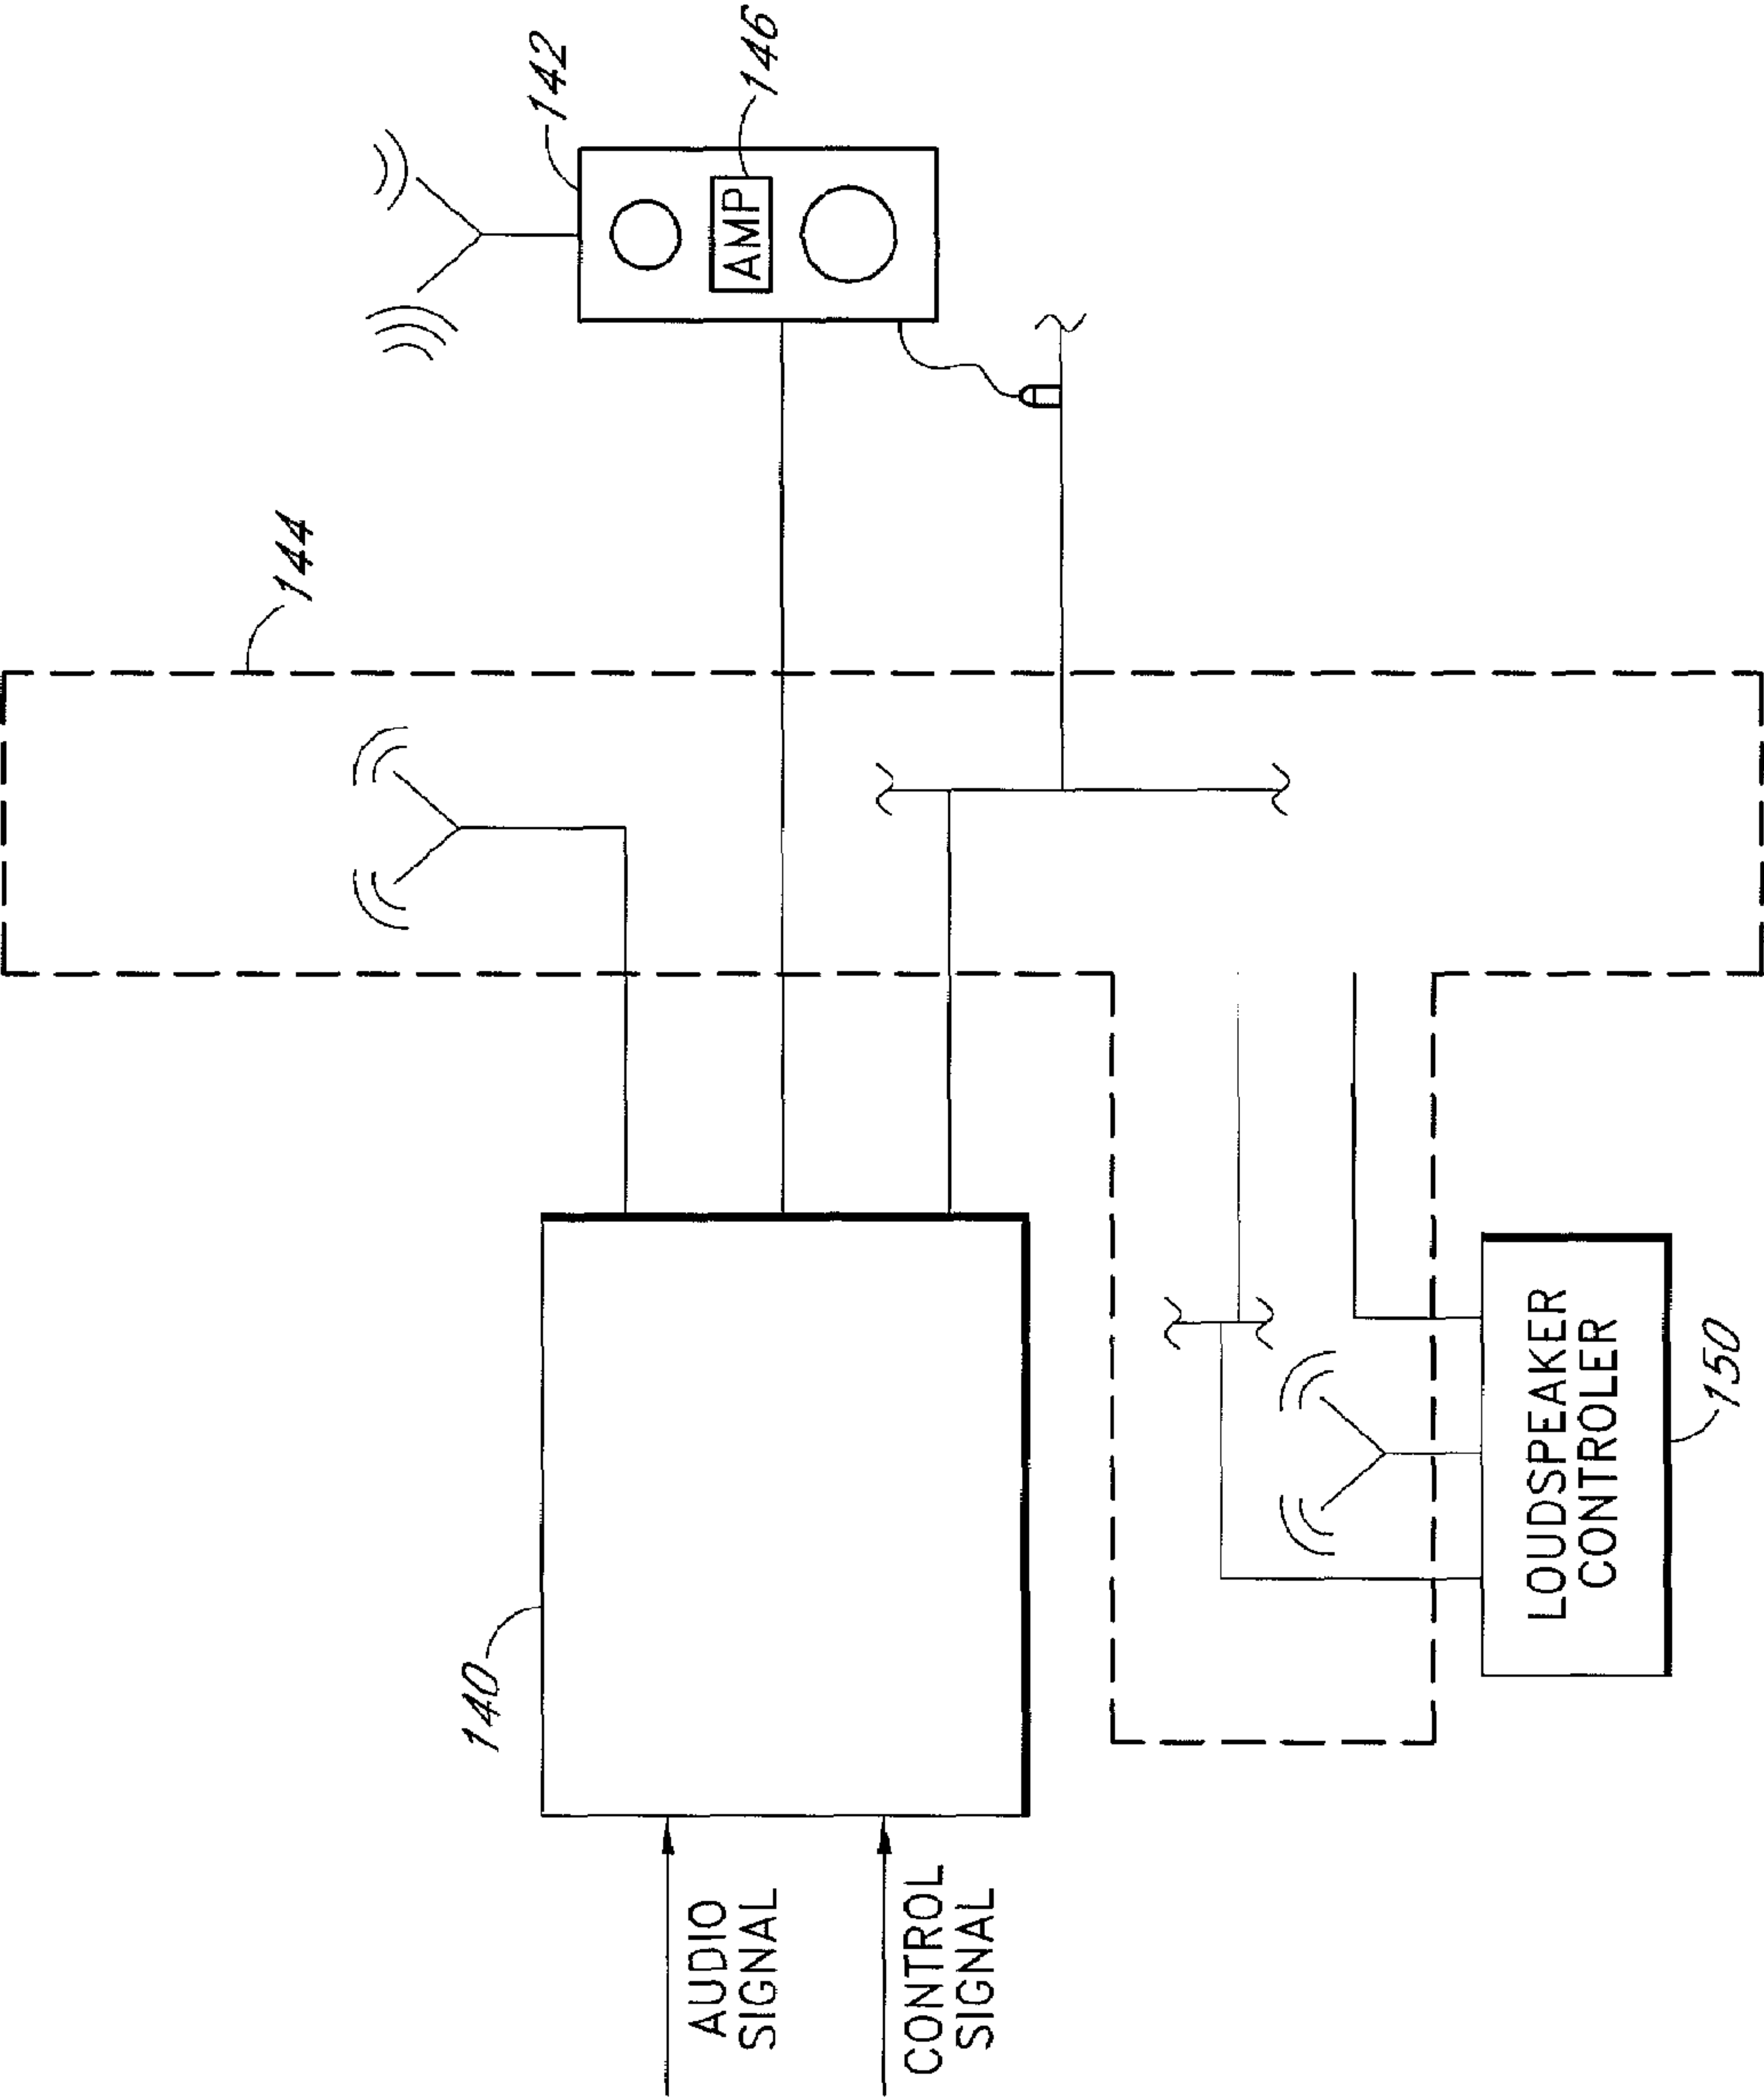 142
146
AMP
144
140
AUDIO
SIGNAL
CONTROL
SIGNAL
LOUDSPEAKER
CONTROLER
150